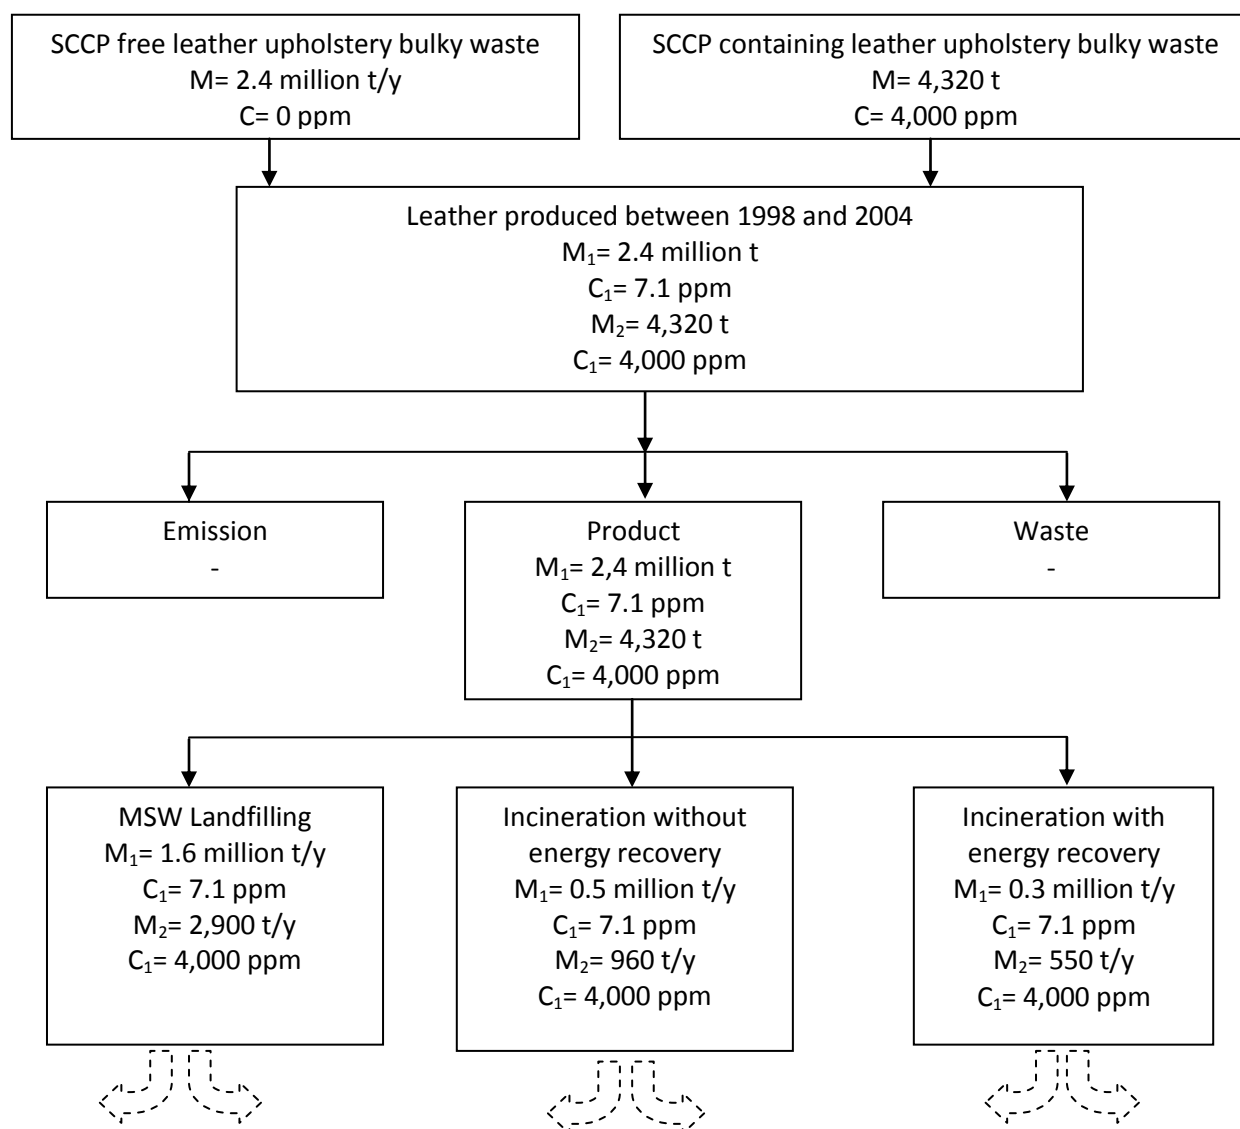 SCCP free leather upholstery bulky waste
M= 2.4 million t/y
C= 0 ppm
SCCP containing leather upholstery bulky waste
M= 4,320 t
C= 4,000 ppm
Leather produced between 1998 and 2004
M₁= 2.4 million t
C₁= 7.1 ppm
M₂= 4,320 t
C₁= 4,000 ppm
Emission
-
Product
M₁= 2,4 million t
C₁= 7.1 ppm
M₂= 4,320 t
C₁= 4,000 ppm
Waste
-
MSW Landfilling
M₁= 1.6 million t/y
C₁= 7.1 ppm
M₂= 2,900 t/y
C₁= 4,000 ppm
Incineration without
energy recovery
M₁= 0.5 million t/y
C₁= 7.1 ppm
M₂= 960 t/y
C₁= 4,000 ppm
Incineration with
energy recovery
M₁= 0.3 million t/y
C₁= 7.1 ppm
M₂= 550 t/y
C₁= 4,000 ppm